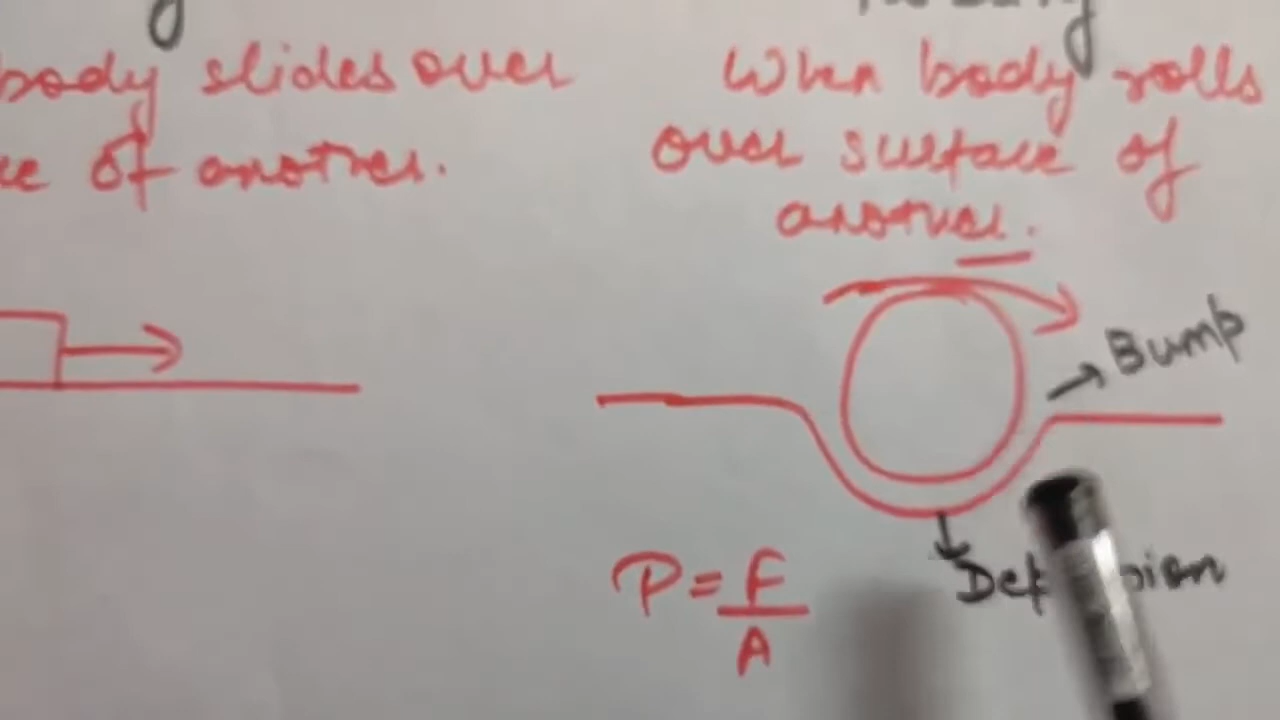 body slides over
of another.
When body rolls
over surface of
another.
Bump
P = F
A